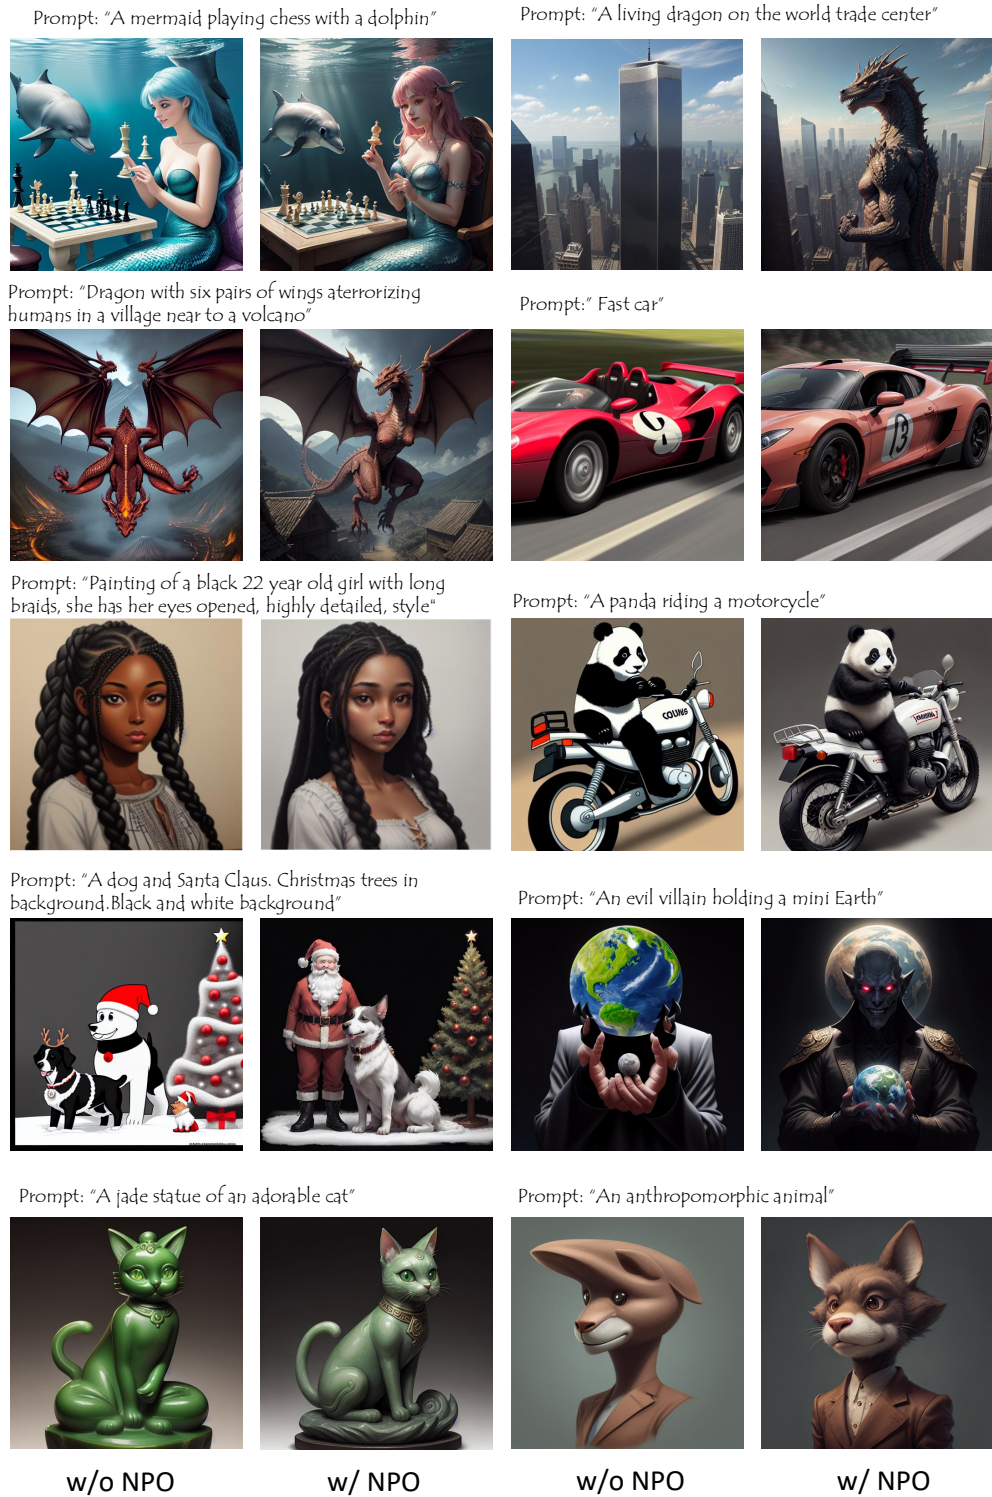 Prompt: "A mermaid playing chess with a dolphin"
Prompt: "A living dragon on the world trade center"
Prompt: "Dragon with six pairs of wings aterrorizing
humans in a village near to a volcano"
Prompt:" Fast car"
13
Prompt: "Painting of a black 22 year old girl with long
braids, she has her eyes opened, highly detailed, style"
Prompt: "A panda riding a motorcycle"
COLING
Prompt: "A dog and Santa Claus. Christmas trees in
background.Black and white background"
Prompt: "An evil villain holding a mini Earth"
Prompt: "A jade statue of an adorable cat"
Prompt: "An anthropomorphic animal"
w/o NPO
w/ NPO
w/o NPO
w/ NPO